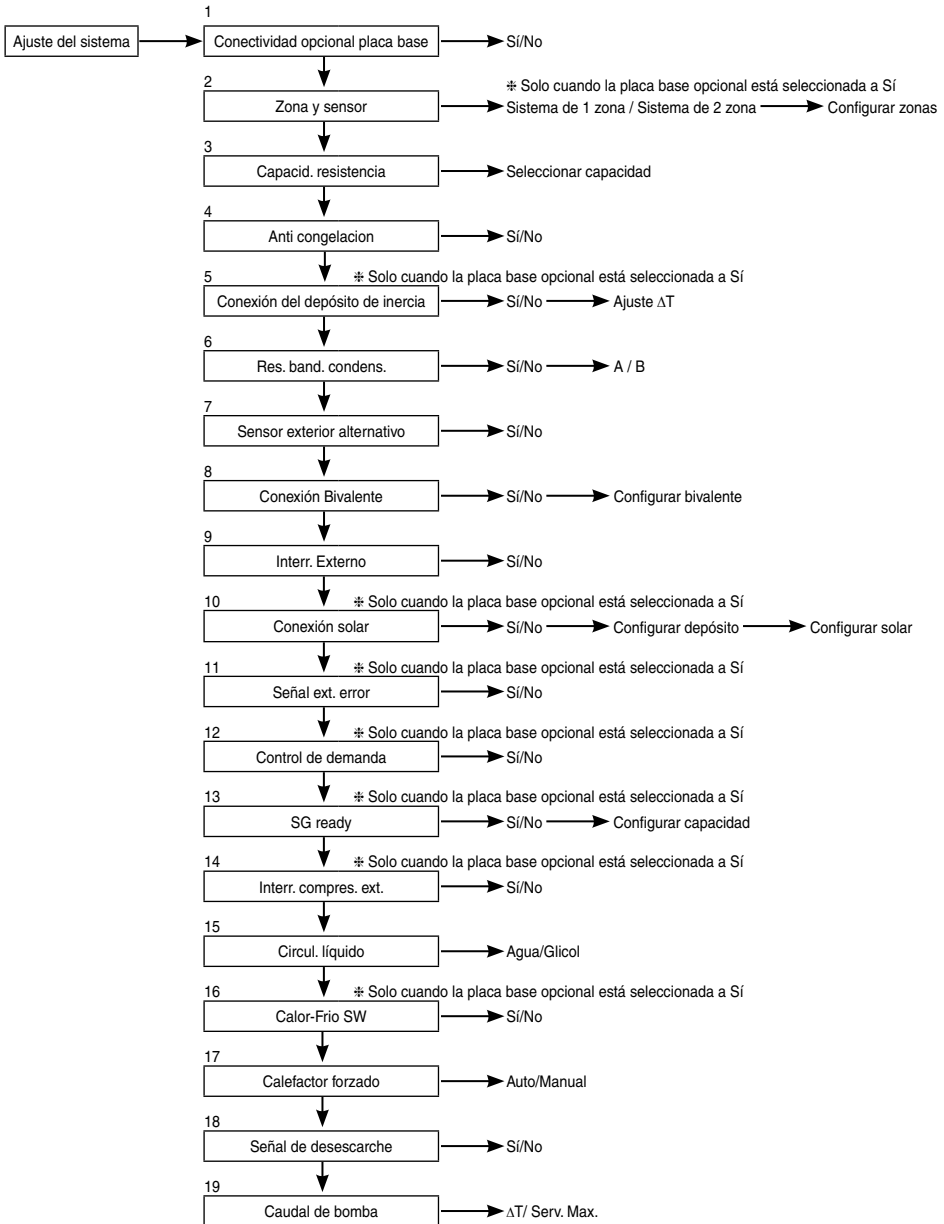 1
Ajuste del sistema Conectividad opcional placa base Sí/No
2 ⁜ Solo cuando la placa base opcional está seleccionada a Sí
Zona y sensor Sistema de 1 zona / Sistema de 2 zona Configurar zonas
3
Capacid. resistencia Seleccionar capacidad
4
Anti congelacion Sí/No
5 ⁜ Solo cuando la placa base opcional está seleccionada a Sí
Conexión del depósito de inercia Sí/No Ajuste ΔT
6
Res. band. condens. Sí/No A / B
7
Sensor exterior alternativo Sí/No
8
Conexión Bivalente Sí/No Configurar bivalente
9
Interr. Externo Sí/No
10 ⁜ Solo cuando la placa base opcional está seleccionada a Sí
Conexión solar Sí/No Configurar depósito Configurar solar
11 ⁜ Solo cuando la placa base opcional está seleccionada a Sí
Señal ext. error Sí/No
12 ⁜ Solo cuando la placa base opcional está seleccionada a Sí
Control de demanda Sí/No
13 ⁜ Solo cuando la placa base opcional está seleccionada a Sí
SG ready Sí/No Configurar capacidad
14 ⁜ Solo cuando la placa base opcional está seleccionada a Sí
Interr. compres. ext. Sí/No
15
Circul. líquido Agua/Glicol
16 ⁜ Solo cuando la placa base opcional está seleccionada a Sí
Calor-Frio SW Sí/No
17
Calefactor forzado Auto/Manual
18
Señal de desescarche Sí/No
19
Caudal de bomba ΔT/ Serv. Max.